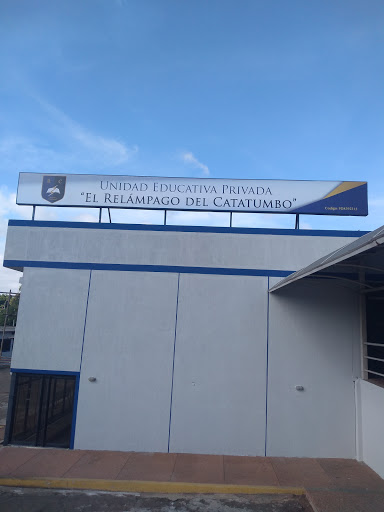 UNIDAD EDUCATIVA PRIVADA
"EL RELÁMPAGO DEL CATATUMBO"